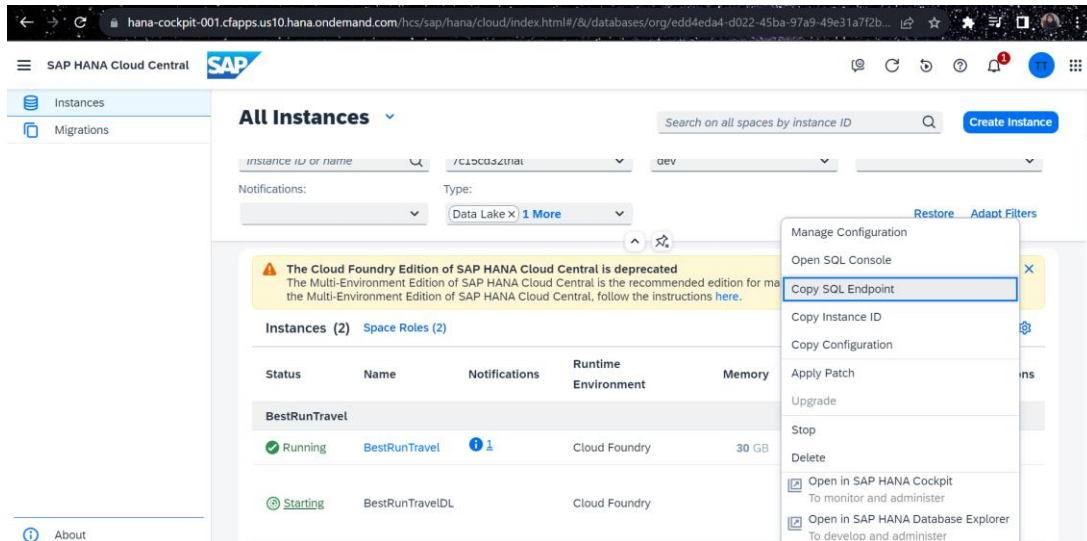 hana-cockpit-001.cfapps.us10.hana.ondemand.com/hcs/sap/hana/cloud/index.html#/&/databases/org/edd4eda4-d022-45ba-97a9-49e31a7f2b...
SAP HANA Cloud Central
SAP
1
TT
Instances
Migrations
All Instances
Search on all spaces by instance ID
Create Instance
Instance ID or name
7c15cd32trial
dev
Notifications:
Type:
Data Lake × 1 More
Restore
Adapt Filters
The Cloud Foundry Edition of SAP HANA Cloud Central is deprecated
The Multi-Environment Edition of SAP HANA Cloud Central is the recommended edition for ma
the Multi-Environment Edition of SAP HANA Cloud Central, follow the instructions here.
Instances (2)
Space Roles (2)
Status
Name
Notifications
Runtime
Environment
Memory
ns
BestRunTravel
Running
BestRunTravel
1
Cloud Foundry
30 GB
Starting
BestRunTravelDL
Cloud Foundry
Manage Configuration
Open SQL Console
Copy SQL Endpoint
Copy Instance ID
Copy Configuration
Apply Patch
Upgrade
Stop
Delete
Open in SAP HANA Cockpit
To monitor and administer
Open in SAP HANA Database Explorer
To develop and administer
About